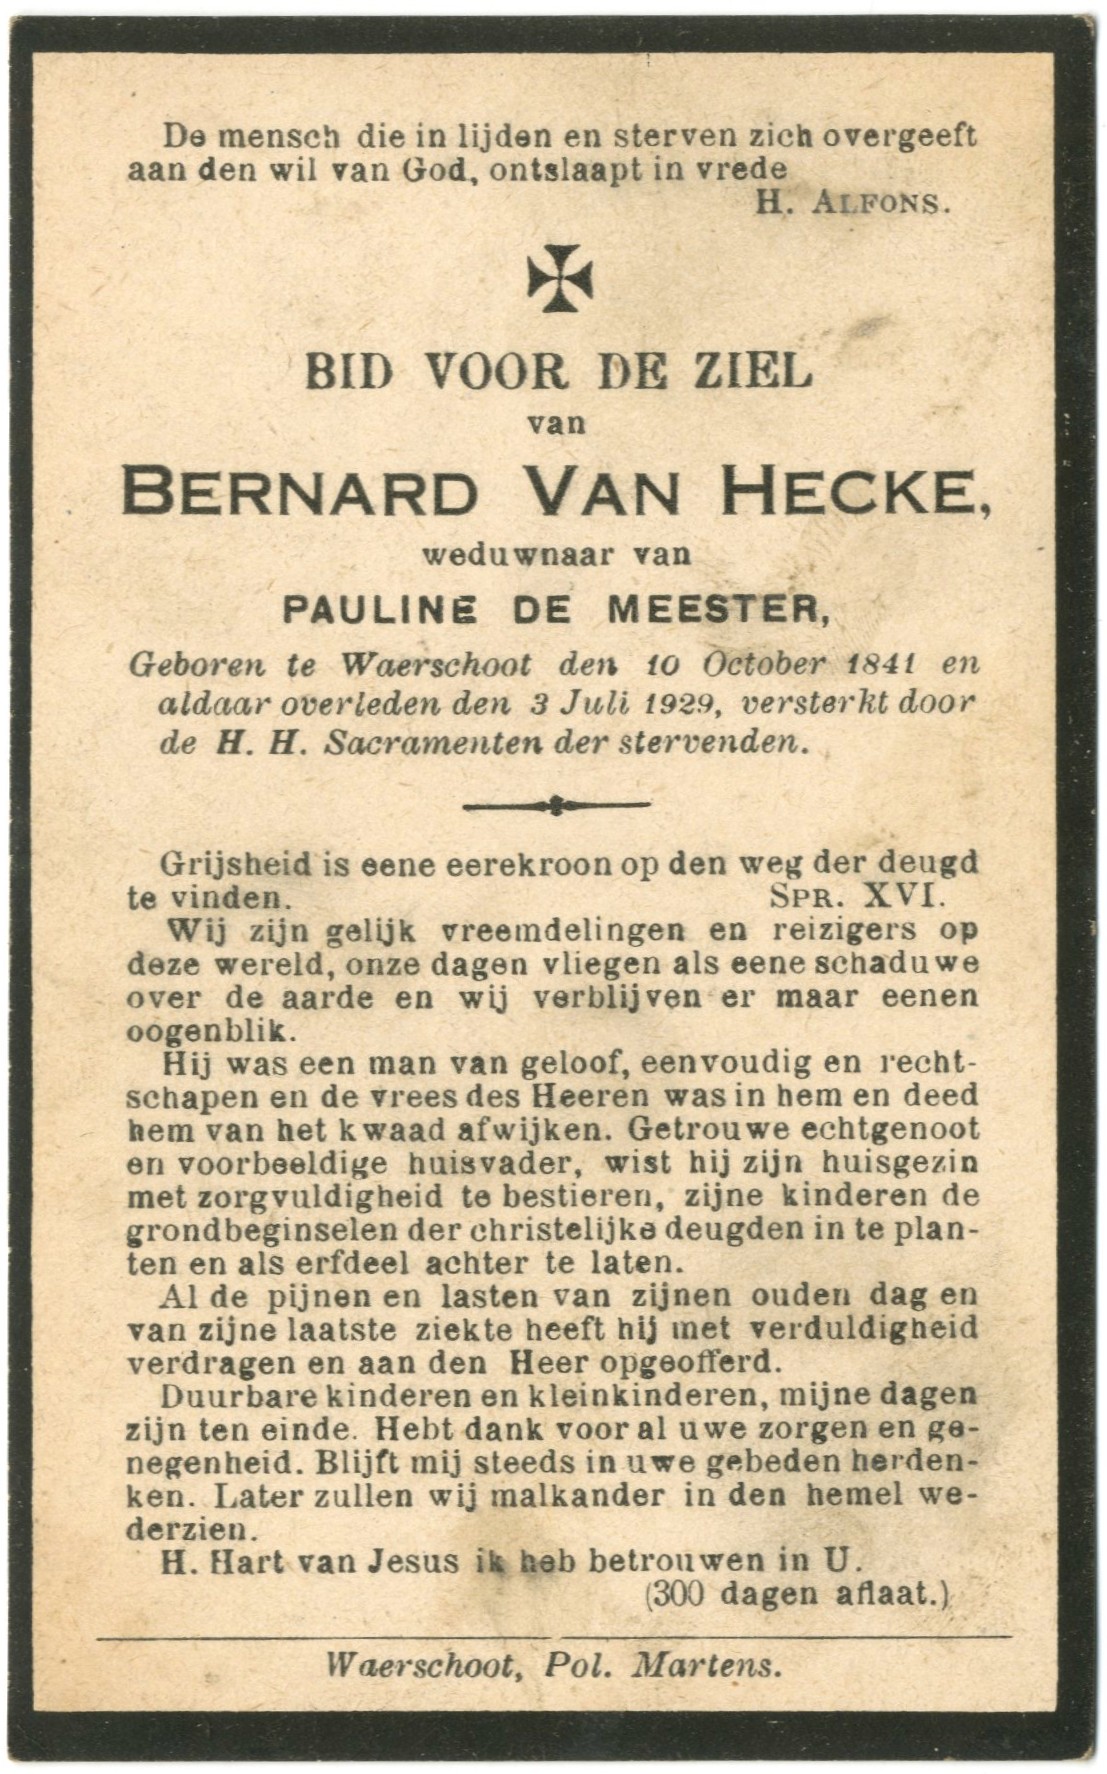 De mensch die in lijden en sterven zich overgeeft
aan den wil van God, ontslaapt in vrede
H. ALFONS.
BID VOOR DE ZIEL
van
BERNARD VAN HECKE,
weduwnaar van
PAULINE DE MEESTER,
Geboren te Waerschoot den 10 October 1841 en
aldaar overleden den 3 Juli 1929, versterkt door
de H. H. Sacramenten der stervenden.
Grijsheid is eene eerekroon op den weg der deugd
te vinden. SPR. XVI.
Wij zijn gelijk vreemdelingen en reizigers op
deze wereld, onze dagen vliegen als eene schaduwe
over de aarde en wij verblijven er maar eenen
oogenblik.
Hij was een man van geloof, eenvoudig en recht-
schapen en de vrees des Heeren was in hem en deed
hem van het kwaad afwijken. Getrouwe echtgenoot
en voorbeeldige huisvader, wist hij zijn huisgezin
met zorgvuldigheid te bestieren, zijne kinderen de
grondbeginselen der christelijke deugden in te plan-
ten en als erfdeel achter te laten.
Al de pijnen en lasten van zijnen ouden dag en
van zijne laatste ziekte heeft hij met verduldigheid
verdragen en aan den Heer opgeofferd.
Duurbare kinderen en kleinkinderen, mijne dagen
zijn ten einde. Hebt dank voor al uwe zorgen en ge-
negenheid. Blijft mij steeds in uwe gebeden herden-
ken. Later zullen wij malkander in den hemel we-
derzien.
H. Hart van Jesus ik heb betrouwen in U.
(300 dagen aflaat.)
Waerschoot, Pol. Martens.